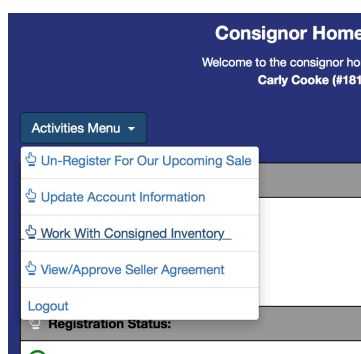 Consignor Home
Welcome to the consignor ho
Carly Cooke (#181
Activities Menu
Un-Register For Our Upcoming Sale
Update Account Information
Work With Consigned Inventory
View/Approve Seller Agreement
Logout
Registration Status: